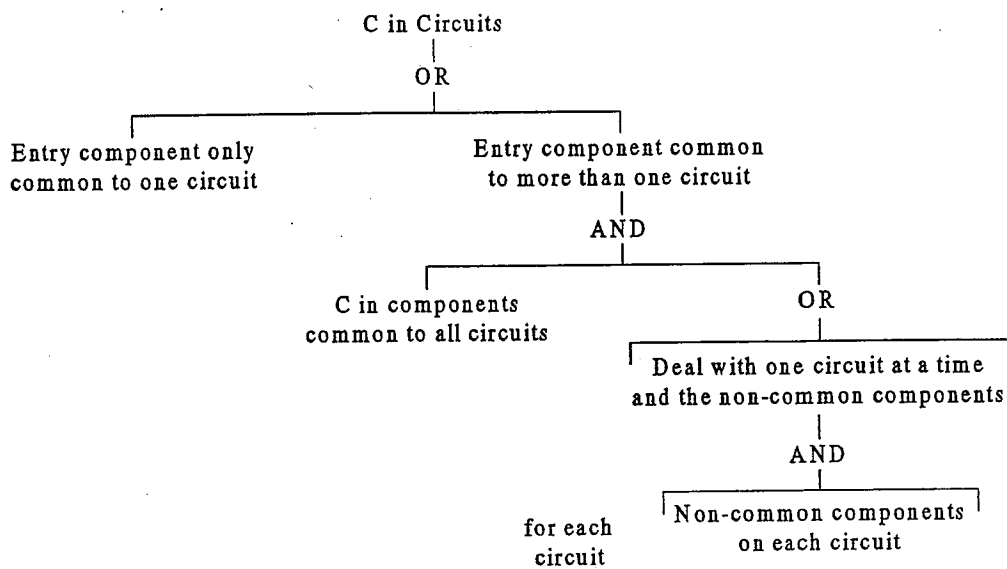 C in Circuits
OR
Entry component only
common to one circuit
Entry component common
to more than one circuit
AND
C in components
common to all circuits
OR
Deal with one circuit at a time
and the non-common components
AND
for each
circuit
Non-common components
on each circuit